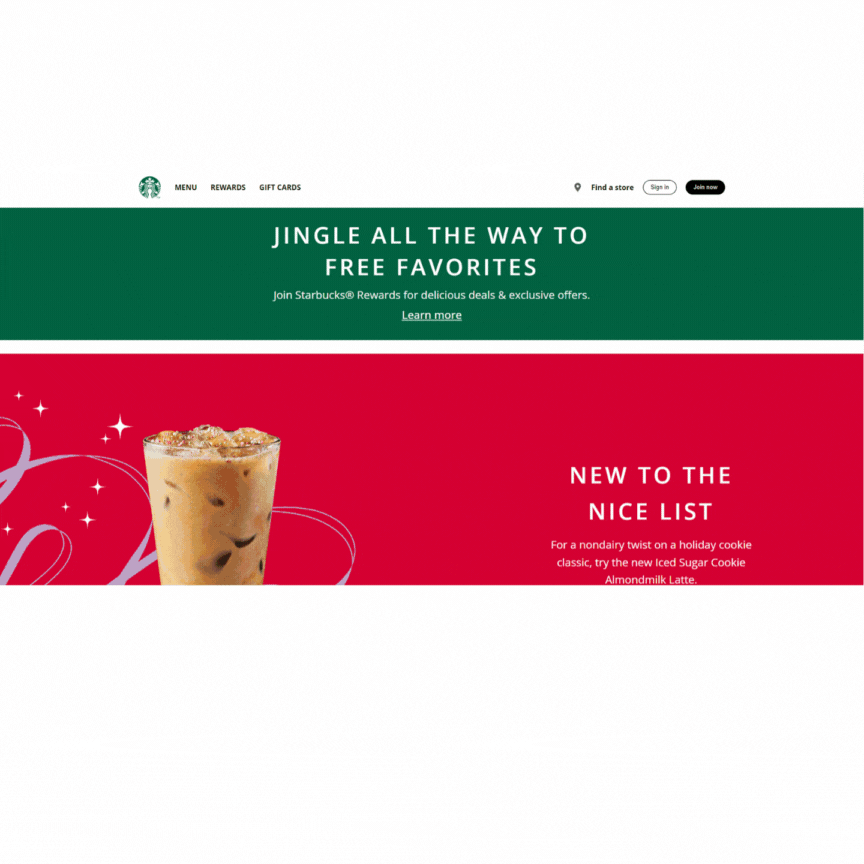 MENU REWARDS GIFT CARDS Find a store Sign in Join now
JINGLE ALL THE WAY TO
FREE FAVORITES
Join Starbucks® Rewards for delicious deals & exclusive offers.
Learn more
NEW TO THE
NICE LIST
For a nondairy twist on a holiday cookie
classic, try the new Iced Sugar Cookie
Almondmilk Latte.